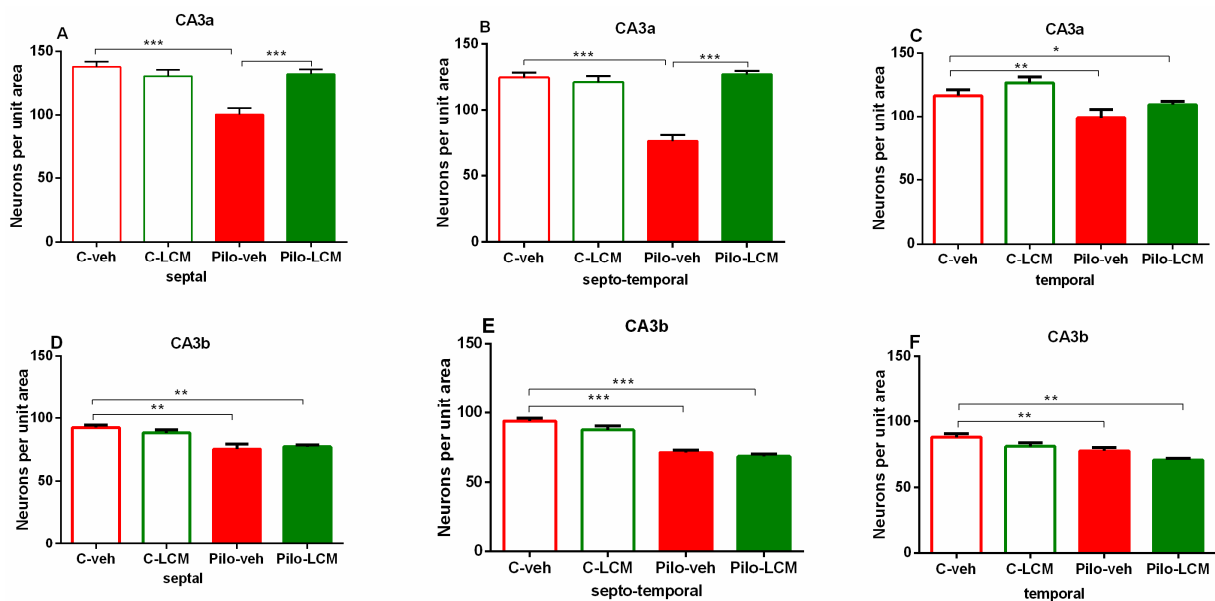 A
CA3a
Neurons per unit area
150
100
50
0
***
***
C-veh C-LCM Pilo-veh Pilo-LCM
septal
B
CA3a
Neurons per unit area
150
100
50
0
***
***
C-veh C-LCM Pilo-veh Pilo-LCM
septo-temporal
C
CA3a
Neurons per unit area
150
100
50
0
*
**
C-veh C-LCM Pilo-veh Pilo-LCM
temporal
D
CA3b
Neurons per unit area
150
100
50
0
**
**
C-veh C-LCM Pilo-veh Pilo-LCM
septal
E
CA3b
Neurons per unit area
150
100
50
0
***
***
C-veh C-LCM Pilo-veh Pilo-LCM
septo-temporal
F
CA3b
Neurons per unit area
150
100
50
0
**
**
C-veh C-LCM Pilo-veh Pilo-LCM
temporal